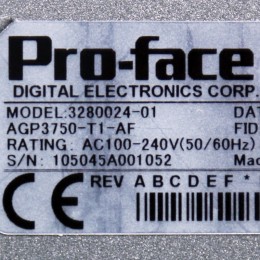 Pro-face
DIGITAL ELECTRONICS CORP.
MODEL:3280024-01 DAT
AGP3750-T1-AF FID
RATING: AC100-240V(50/60Hz)
S/N: 105045A001052 Mad
CE REV A B C D E F *